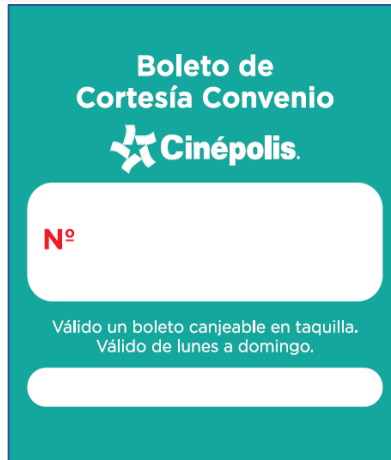 Boleto de
Cortesía Convenio
Cinépolis.
Nº
Válido un boleto canjeable en taquilla.
Válido de lunes a domingo.